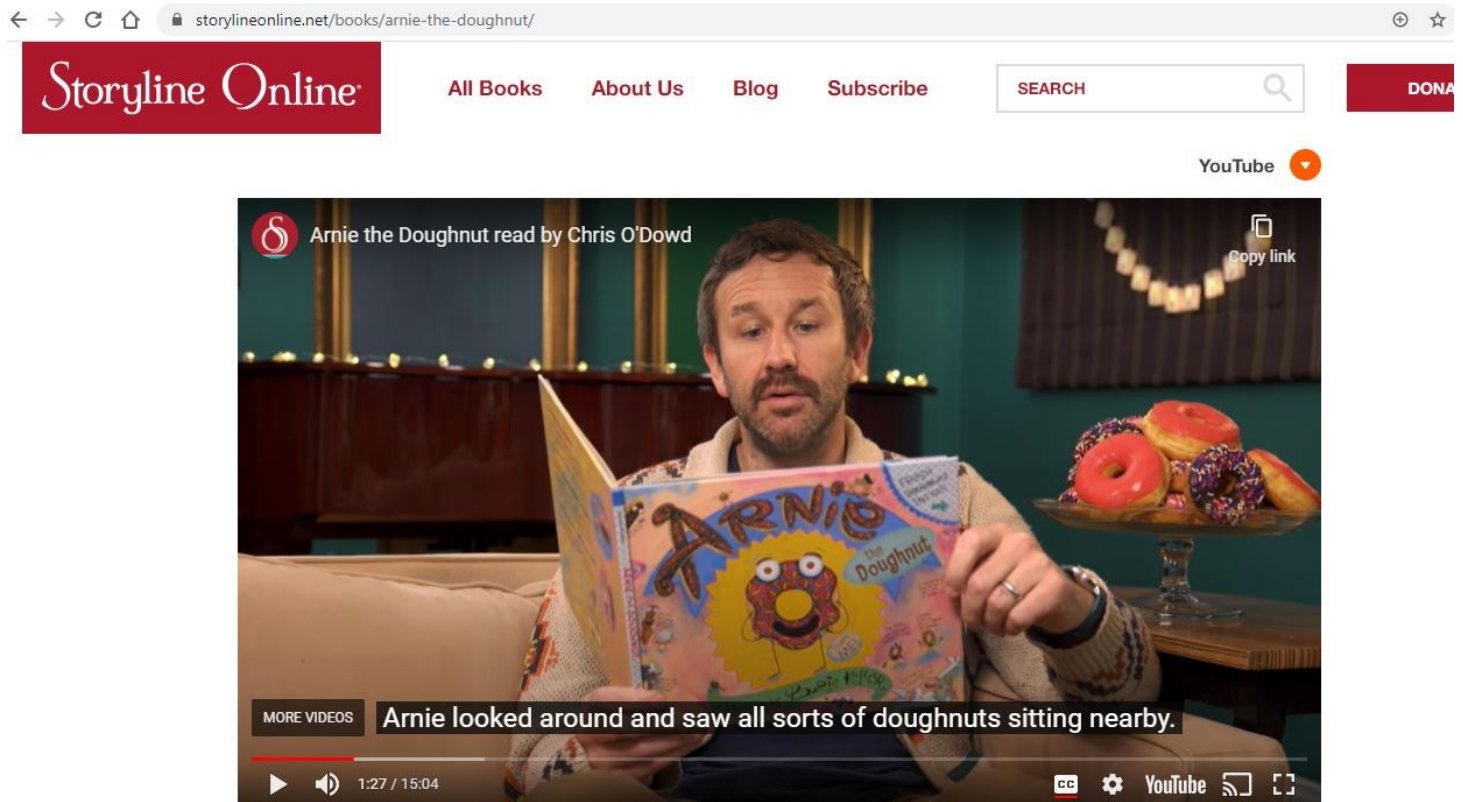 storylineonline.net/books/arnie-the-doughnut/
Storyline Online
All Books About Us Blog Subscribe SEARCH DONA
YouTube
Arnie the Doughnut read by Chris O'Dowd
Copy link
ARNIE
the
Doughnut
MORE VIDEOS
Arnie looked around and saw all sorts of doughnuts sitting nearby.
1:27 / 15:04
CC
YouTube